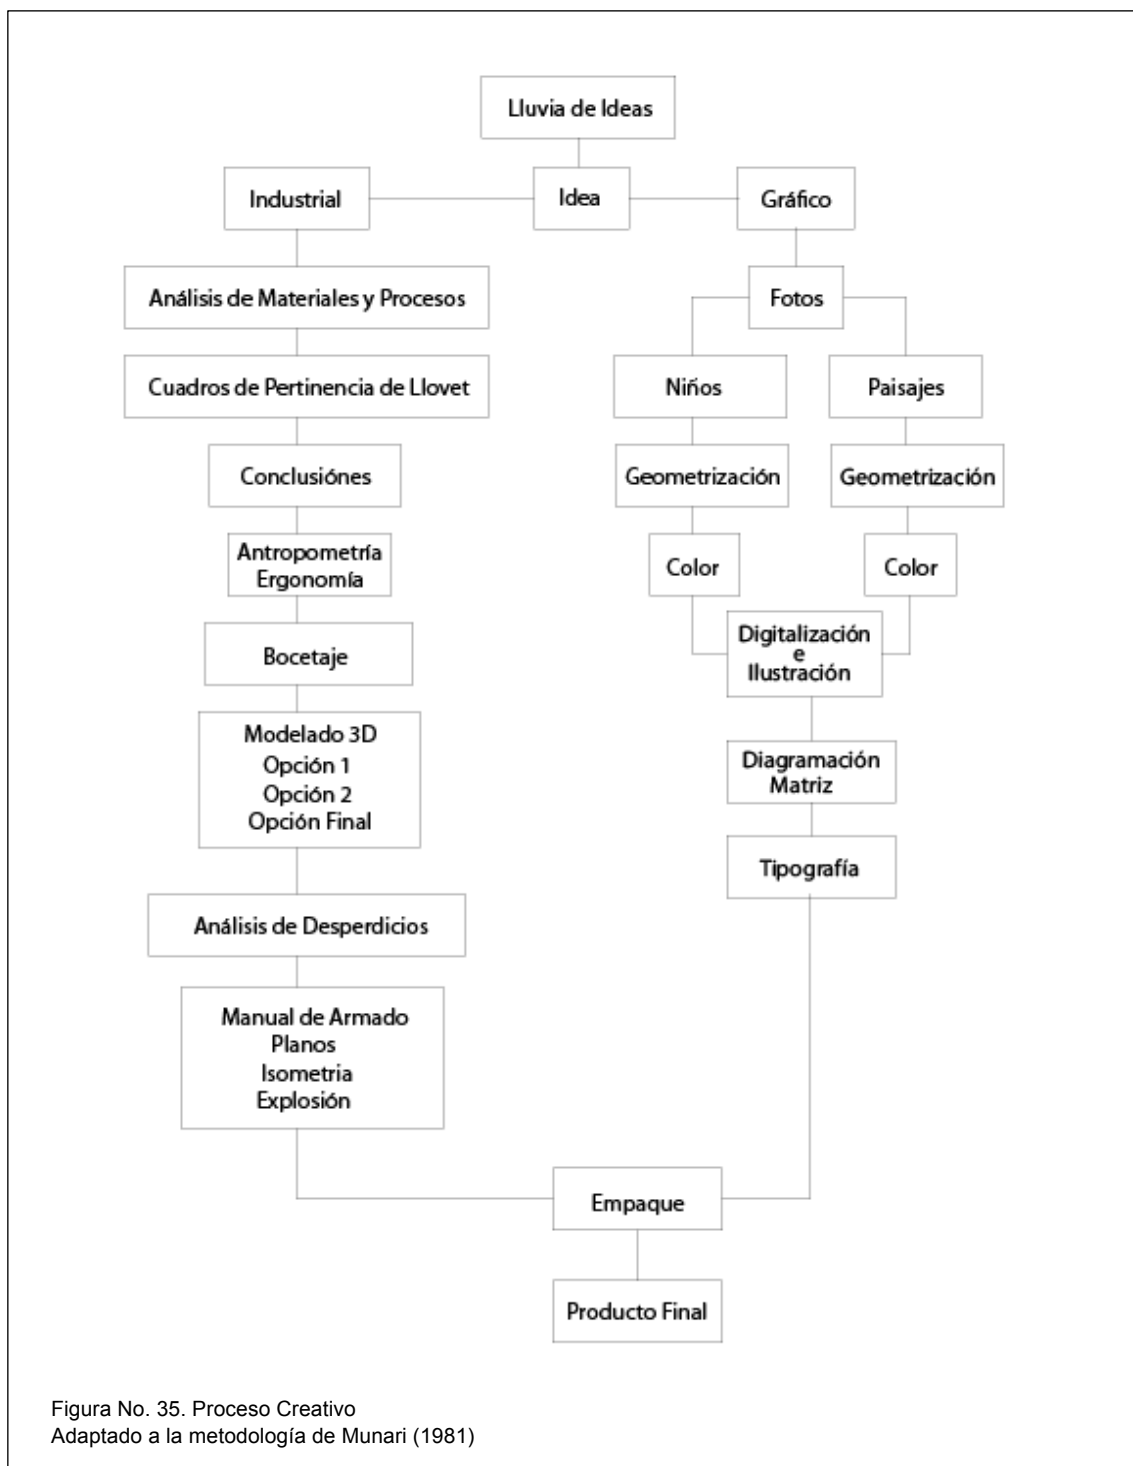 Lluvia de Ideas
Industrial
Idea
Gráfico
Análisis de Materiales y Procesos
Fotos
Cuadros de Pertinencia de Llovet
Niños
Paisajes
Conclusiónes
Geometrización
Geometrización
Antropometría
Ergonomía
Color
Color
Bocetaje
Digitalización
e
Ilustración
Modelado 3D
Opción 1
Opción 2
Opción Final
Diagramación
Matriz
Tipografía
Análisis de Desperdicios
Manual de Armado
Planos
Isometria
Explosión
Empaque
Producto Final
Figura No. 35. Proceso Creativo
Adaptado a la metodología de Munari (1981)